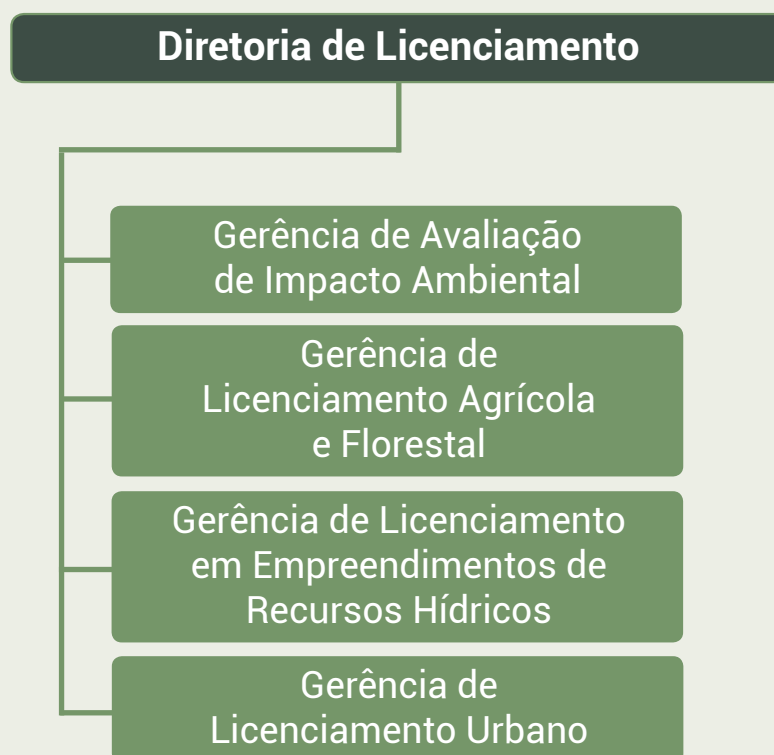 Diretoria de Licenciamento
Gerência de Avaliação
de Impacto Ambiental
Gerência de
Licenciamento Agrícola
e Florestal
Gerência de Licenciamento
em Empreendimentos de
Recursos Hídricos
Gerência de
Licenciamento Urbano